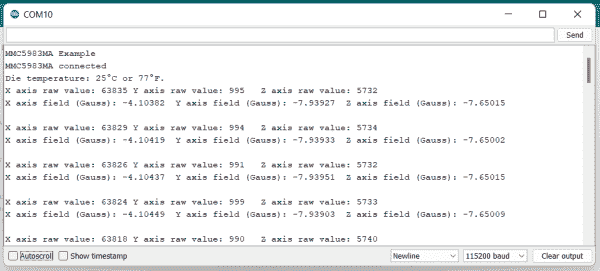 COM10
Send
MMC5983MA Example
MMC5983MA connected
Die temperature: 25°C or 77°F.
X axis raw value: 63835 Y axis raw value: 995 Z axis raw value: 5732
X axis field (Gauss): -4.10382 Y axis field (Gauss): -7.93927 Z axis field (Gauss): -7.65015
X axis raw value: 63829 Y axis raw value: 994 Z axis raw value: 5734
X axis field (Gauss): -4.10419 Y axis field (Gauss): -7.93933 Z axis field (Gauss): -7.65002
X axis raw value: 63826 Y axis raw value: 991 Z axis raw value: 5732
X axis field (Gauss): -4.10437 Y axis field (Gauss): -7.93951 Z axis field (Gauss): -7.65015
X axis raw value: 63824 Y axis raw value: 999 Z axis raw value: 5733
X axis field (Gauss): -4.10449 Y axis field (Gauss): -7.93903 Z axis field (Gauss): -7.65009
X axis raw value: 63818 Y axis raw value: 990 Z axis raw value: 5740
Autoscroll Show timestamp Newline 115200 baud Clear output